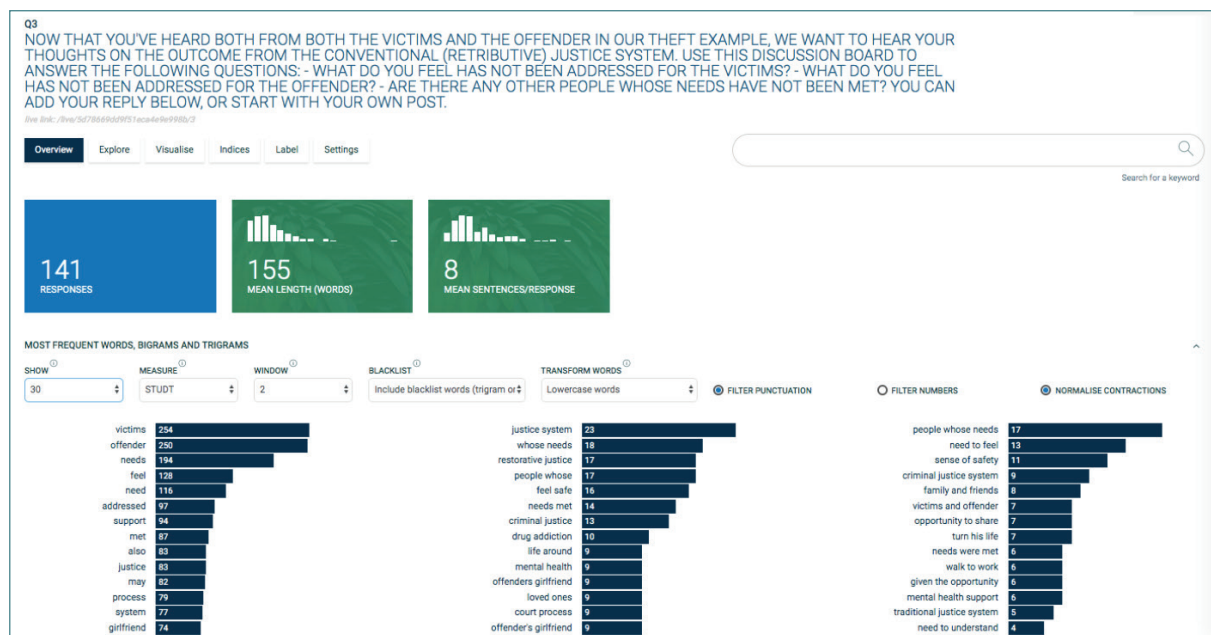 Q3
NOW THAT YOU'VE HEARD BOTH FROM BOTH THE VICTIMS AND THE OFFENDER IN OUR THEFT EXAMPLE, WE WANT TO HEAR YOUR
THOUGHTS ON THE OUTCOME FROM THE CONVENTIONAL (RETRIBUTIVE) JUSTICE SYSTEM. USE THIS DISCUSSION BOARD TO
ANSWER THE FOLLOWING QUESTIONS: - WHAT DO YOU FEEL HAS NOT BEEN ADDRESSED FOR THE VICTIMS? - WHAT DO YOU FEEL
HAS NOT BEEN ADDRESSED FOR THE OFFENDER? - ARE THERE ANY OTHER PEOPLE WHOSE NEEDS HAVE NOT BEEN MET? YOU CAN
ADD YOUR REPLY BELOW, OR START WITH YOUR OWN POST.
live link:
Overview Explore Visualise Indices Label Settings
Search for a keyword
141 155 8
RESPONSES MEAN LENGTH (WORDS) MEAN SENTENCES/RESPONSE
MOST FREQUENT WORDS, BIGRAMS AND TRIGRAMS
SHOW MEASURE WINDOW BLACKLIST TRANSFORM WORDS
30 STUDT 2 Include blacklist words (trigram or Lowercase words FILTER PUNCTUATION FILTER NUMBERS NORMALISE CONTRACTIONS
victims 254 justice system 23 people whose needs 17
offender 250 whose needs 18 need to feel 13
needs 194 restorative justice 17 sense of safety 11
feel 128 people whose 17 criminal justice system 9
need 116 feel safe 16 family and friends 8
addressed 97 needs met 14 victims and offender 7
support 94 criminal justice 13 opportunity to share 7
met 87 drug addiction 10 turn his life 7
also 83 life around 9 needs were met 6
justice 83 mental health 9 walk to work 6
may 82 offenders girlfriend 9 given the opportunity 6
process 79 loved ones 9 mental health support 6
system 77 court process 9 traditional justice system 5
girlfriend 74 offender's girlfriend 9 need to understand 4